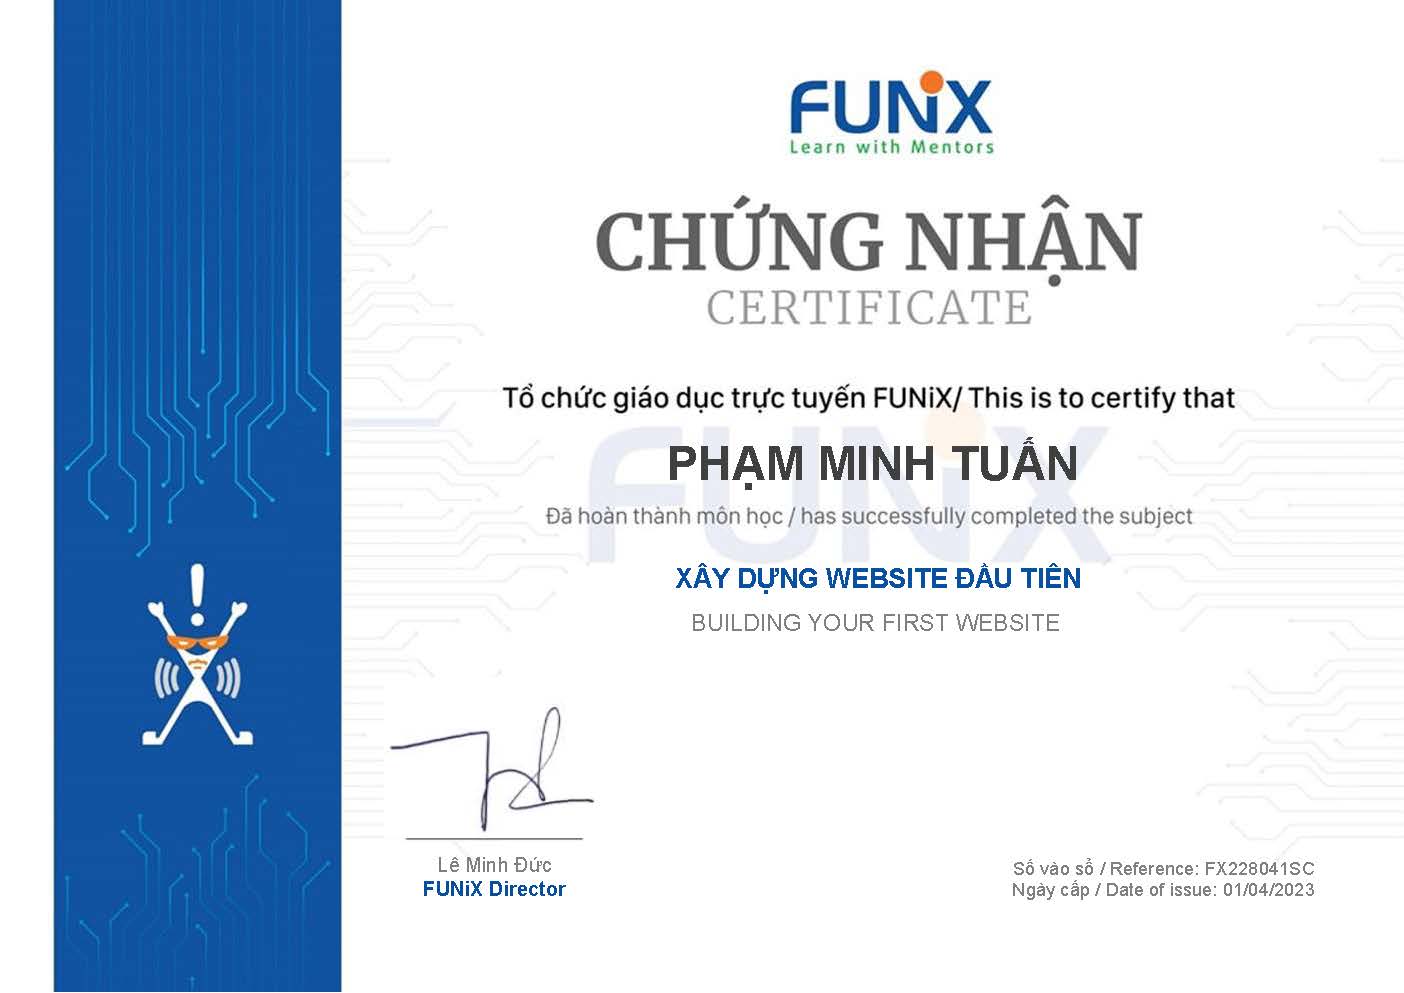 FUNiX
Learn with Mentors
CHỨNG NHẬN
CERTIFICATE
Tổ chức giáo dục trực tuyến FUNiX/ This is to certify that
PHẠM MINH TUẤN
Đã hoàn thành môn học / has successfully completed the subject
XÂY DỰNG WEBSITE ĐẦU TIÊN
BUILDING YOUR FIRST WEBSITE
Lê Minh Đức
FUNiX Director
Số vào sổ / Reference: FX228041SC
Ngày cấp / Date of issue: 01/04/2023